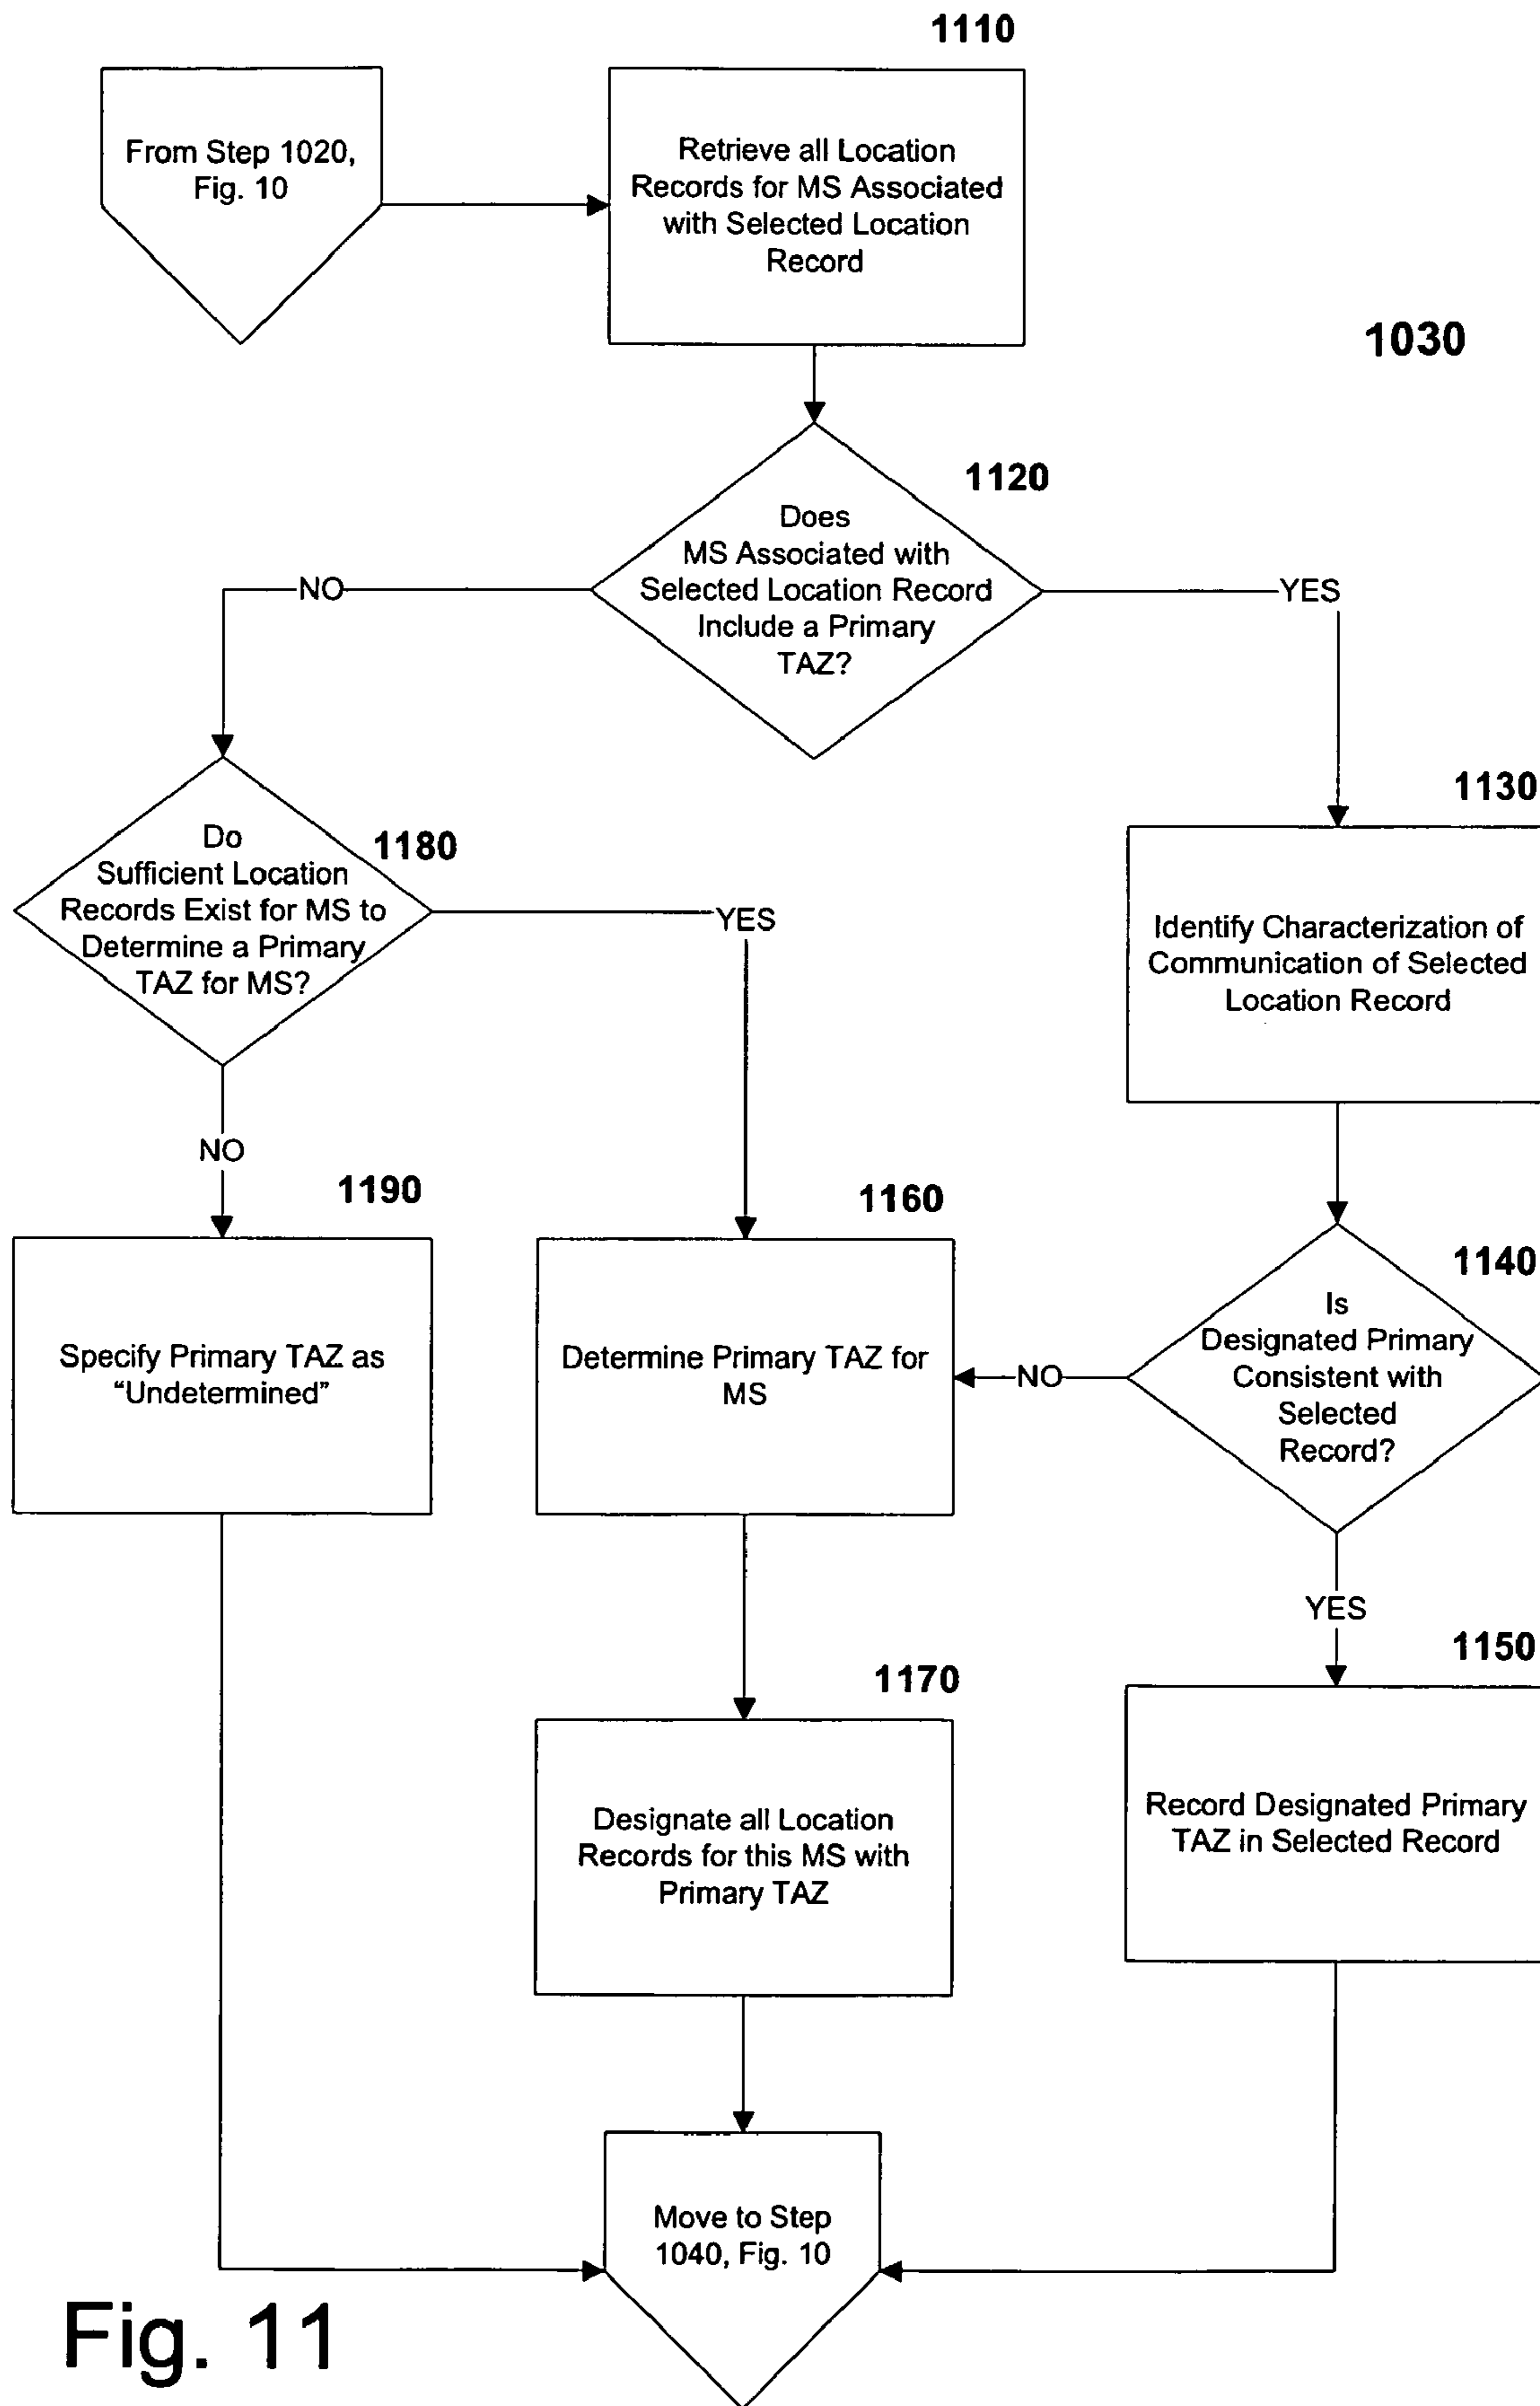 1110
From Step 1020,
Fig. 10
Retrieve all Location
Records for MS Associated
with Selected Location
Record
1030
1120
Does
MS Associated with
Selected Location Record
Include a Primary
TAZ?
NO
YES
1130
Do
Sufficient Location
Records Exist for MS to
Determine a Primary
TAZ for MS?
1180
YES
Identify Characterization of
Communication of Selected
Location Record
NO
1190
1160
1140
Specify Primary TAZ as
“Undetermined”
Determine Primary TAZ for
MS
NO
Is
Designated Primary
Consistent with
Selected
Record?
YES
1150
1170
Designate all Location
Records for this MS with
Primary TAZ
Record Designated Primary
TAZ in Selected Record
Move to Step
1040, Fig. 10
Fig. 11